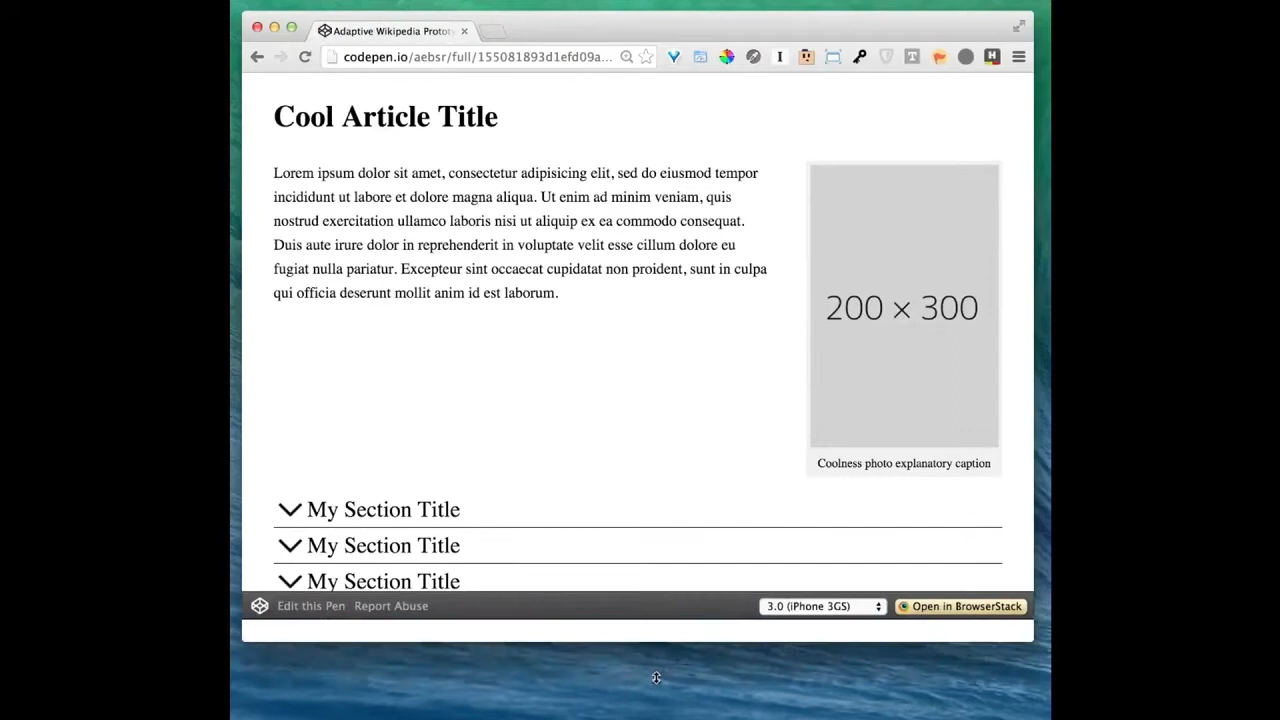 Adaptive Wikipedia Protot
codepen.io/aebsr/full/155081893d1efd09a...
Cool Article Title
Lorem ipsum dolor sit amet, consectetur adipisicing elit, sed do eiusmod tempor
incididunt ut labore et dolore magna aliqua. Ut enim ad minim veniam, quis
nostrud exercitation ullamco laboris nisi ut aliquip ex ea commodo consequat.
Duis aute irure dolor in reprehenderit in voluptate velit esse cillum dolore eu
fugiat nulla pariatur. Excepteur sint occaecat cupidatat non proident, sunt in culpa
qui officia deserunt mollit anim id est laborum.
200 × 300
Coolness photo explanatory caption
My Section Title
My Section Title
My Section Title
Edit this Pen Report Abuse 3.0 (iPhone 3GS) Open in BrowserStack